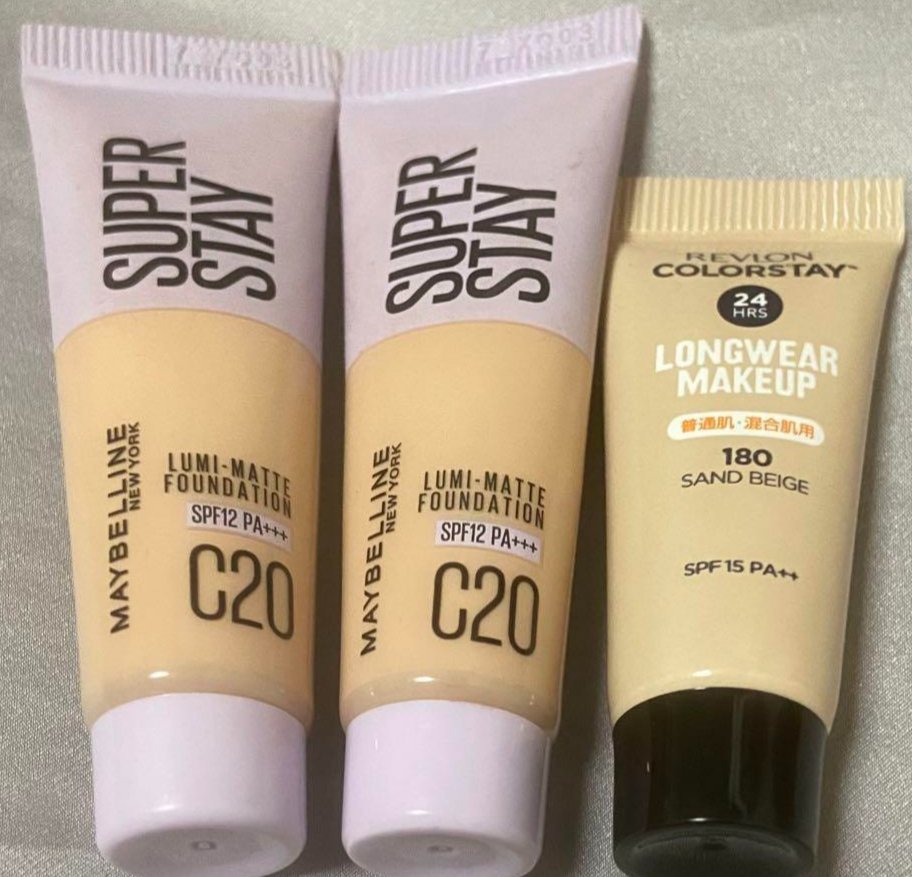 SUPER
STAY
MAYBELLINE
NEW YORK
LUMI-MATTE
FOUNDATION
SPF12 PA+++
C20
SUPER
STAY
MAYBELLINE
NEW YORK
LUMI-MATTE
FOUNDATION
SPF12 PA+++
C20
REVLON
COLORSTAY™
24
HRS
LONGWEAR
MAKEUP
普通肌・混合肌用
180
SAND BEIGE
SPF 15 PA++